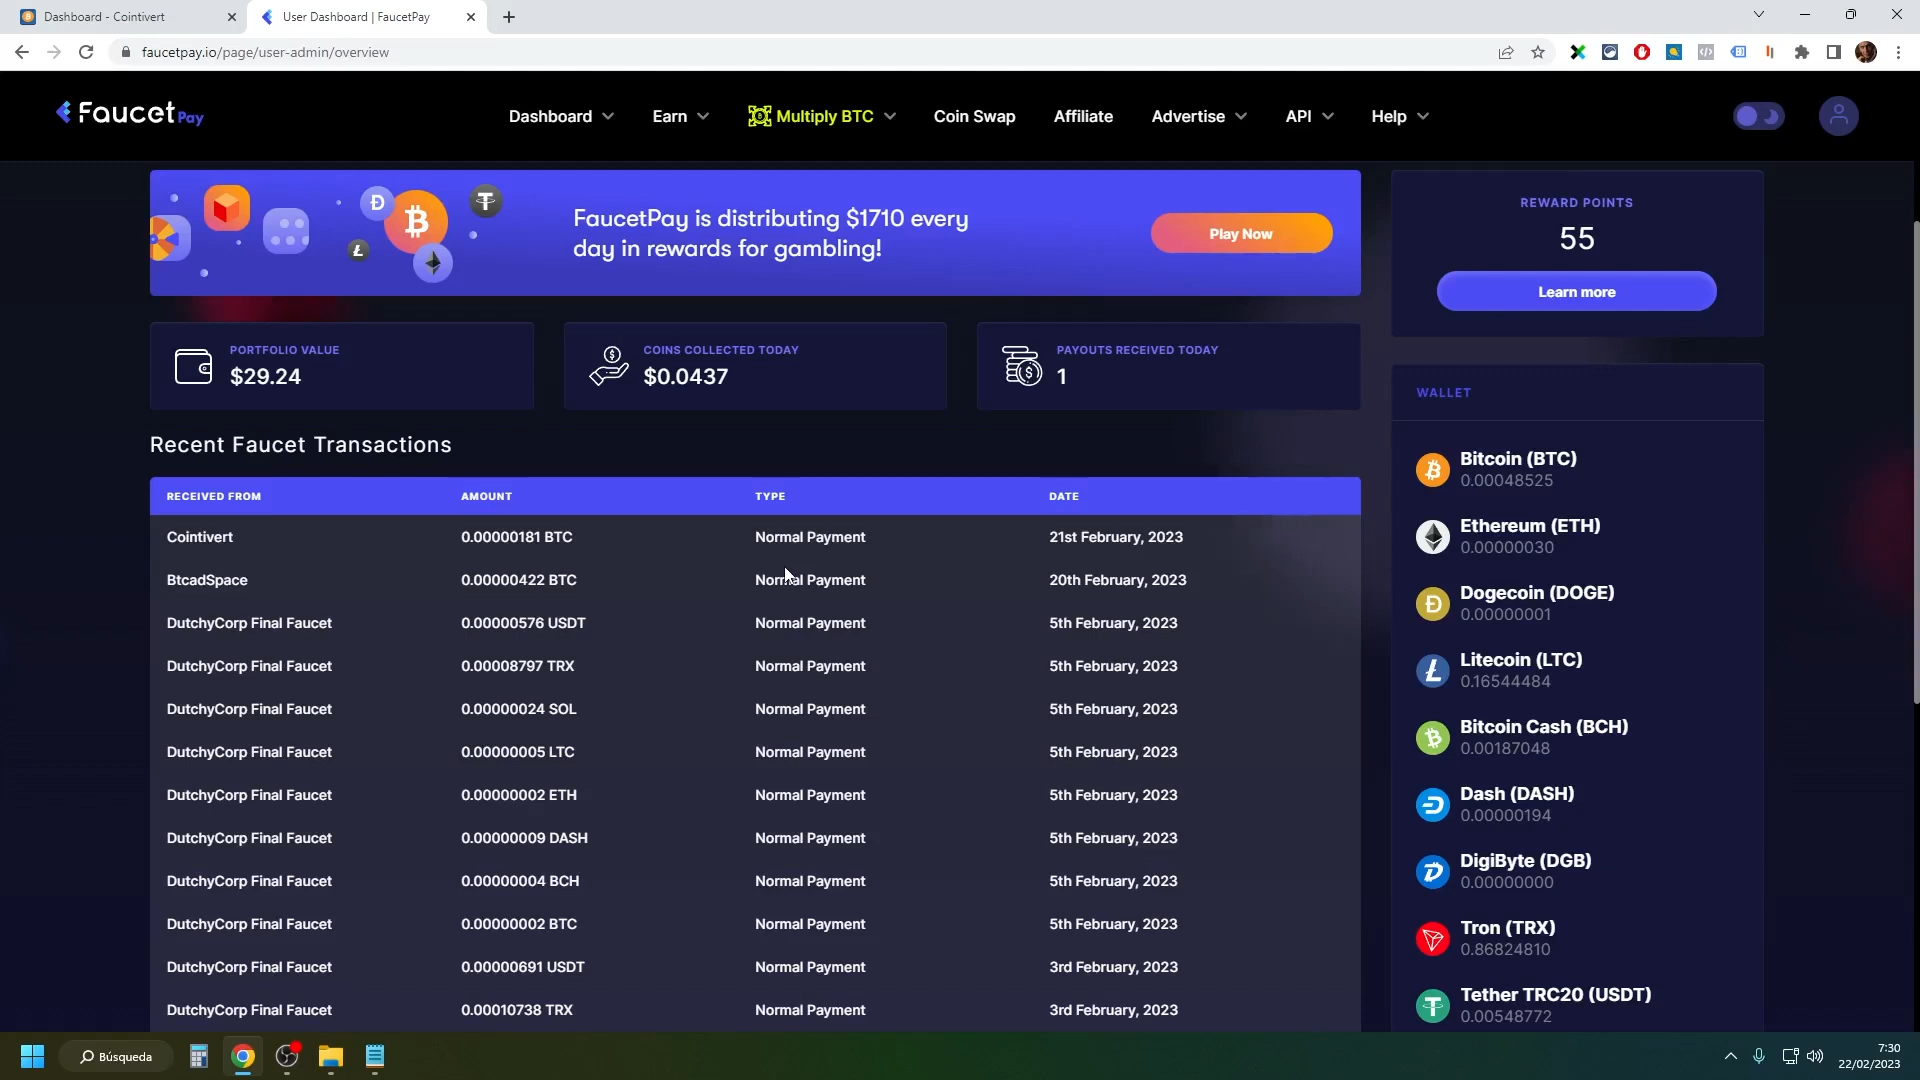 Dashboard - Cointivert
User Dashboard | FaucetPay
faucetpay.io/page/user-admin/overview
FaucetPay
Dashboard
Earn
Multiply BTC
Coin Swap
Affiliate
Advertise
API
Help
FaucetPay is distributing $1710 every
day in rewards for gambling!
Play Now
REWARD POINTS
55
Learn more
PORTFOLIO VALUE
$29.24
COINS COLLECTED TODAY
$0.0437
PAYOUTS RECEIVED TODAY
1
Recent Faucet Transactions
RECEIVED FROM AMOUNT TYPE DATE
Cointivert 0.00000181 BTC Normal Payment 21st February, 2023
BtcadSpace 0.00000422 BTC Normal Payment 20th February, 2023
DutchyCorp Final Faucet 0.00000576 USDT Normal Payment 5th February, 2023
DutchyCorp Final Faucet 0.00008797 TRX Normal Payment 5th February, 2023
DutchyCorp Final Faucet 0.00000024 SOL Normal Payment 5th February, 2023
DutchyCorp Final Faucet 0.00000005 LTC Normal Payment 5th February, 2023
DutchyCorp Final Faucet 0.00000002 ETH Normal Payment 5th February, 2023
DutchyCorp Final Faucet 0.00000009 DASH Normal Payment 5th February, 2023
DutchyCorp Final Faucet 0.00000004 BCH Normal Payment 5th February, 2023
DutchyCorp Final Faucet 0.00000002 BTC Normal Payment 5th February, 2023
DutchyCorp Final Faucet 0.00000691 USDT Normal Payment 3rd February, 2023
DutchyCorp Final Faucet 0.00010738 TRX Normal Payment 3rd February, 2023
WALLET
Bitcoin (BTC)
0.00048525
Ethereum (ETH)
0.00000030
Dogecoin (DOGE)
0.00000001
Litecoin (LTC)
0.16544484
Bitcoin Cash (BCH)
0.00187048
Dash (DASH)
0.00000194
DigiByte (DGB)
0.00000000
Tron (TRX)
0.86824810
Tether TRC20 (USDT)
0.00548772
Búsqueda
7:30
22/02/2023